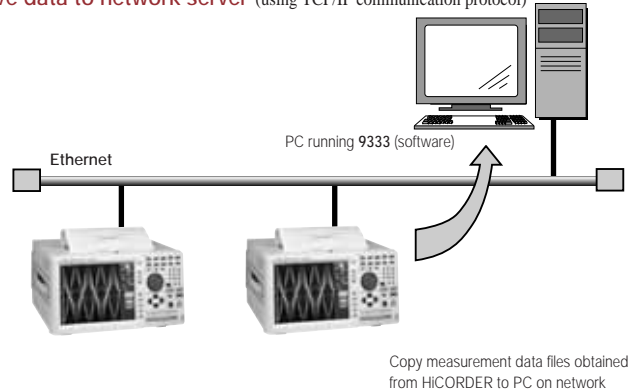 data to network server (using TCP/IP communication protocol)
PC running 9333 (software)
Ethernet
Copy measurement data files obtained
from HiCORDER to PC on network